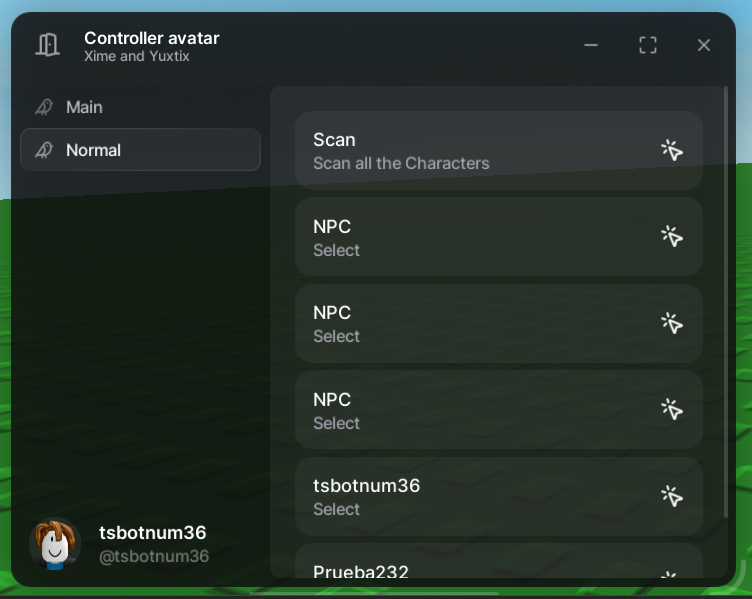 Controller avatar
Xime and Yuxtix
Main
Normal
Scan
Scan all the Characters
NPC
Select
NPC
Select
NPC
Select
tsbotnum36
Select
Prueba232
tsbotnum36
@tsbotnum36